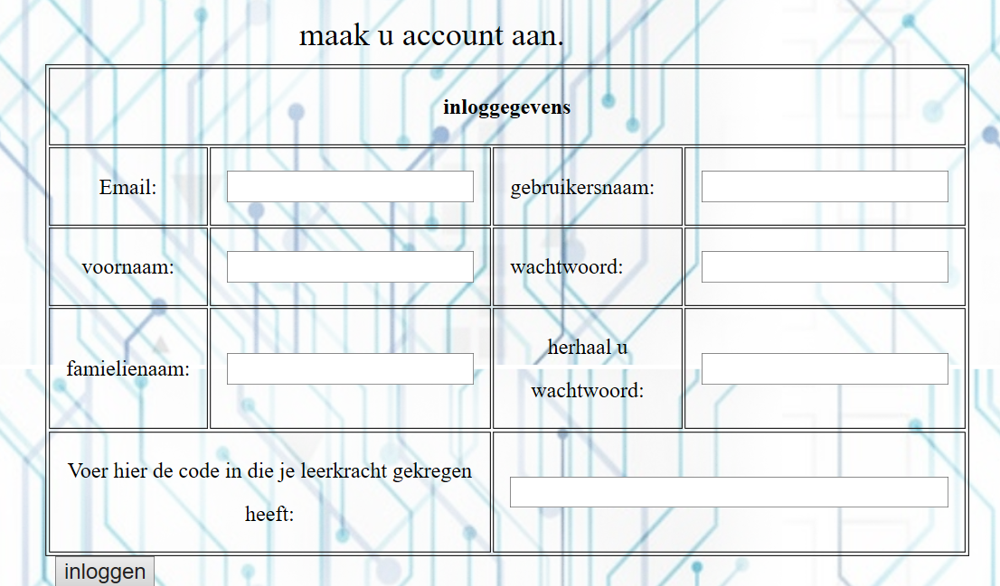 maak u account aan.
inloggegevens
Email:
gebruikersnaam:
voornaam:
wachtwoord:
famielienaam:
herhaal u
wachtwoord:
Voer hier de code in die je leerkracht gekregen
heeft:
inloggen